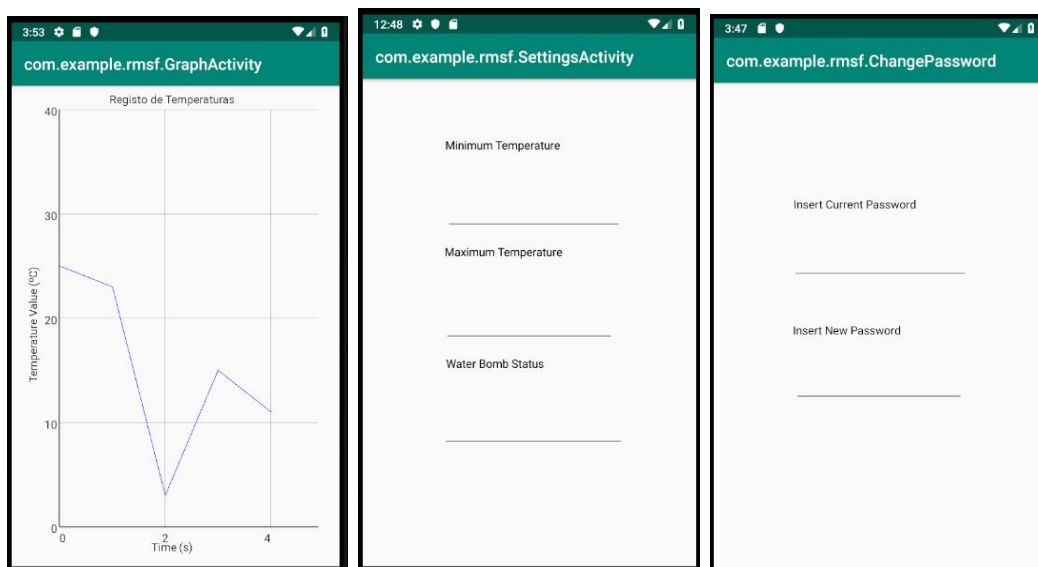 3:53
com.example.rmsf.GraphActivity
Registo de Temperaturas
40
30
20
10
0
Temperature Value (ºC)
0
2
4
Time (s)
12:48
com.example.rmsf.SettingsActivity
Minimum Temperature
Maximum Temperature
Water Bomb Status
3:47
com.example.rmsf.ChangePassword
Insert Current Password
Insert New Password